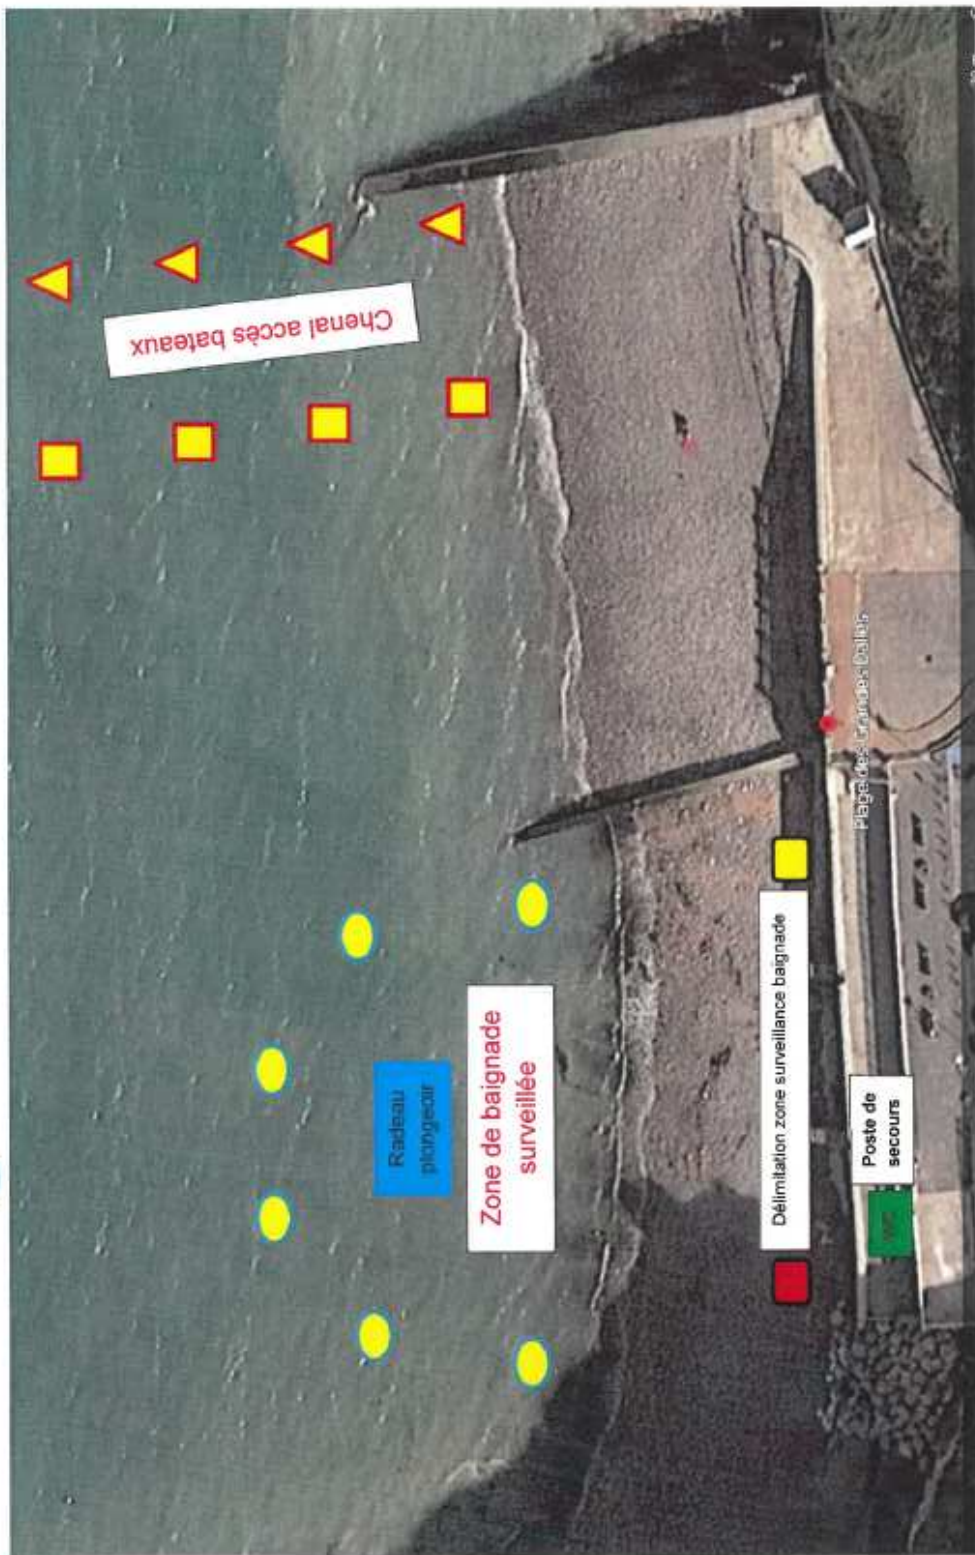 Chenal accès bateaux
Radeau
plongeoir
Zone de baignade
surveillée
Plage des Grandes Dalles
Délimitation zone surveillance baignade
Poste de
secours